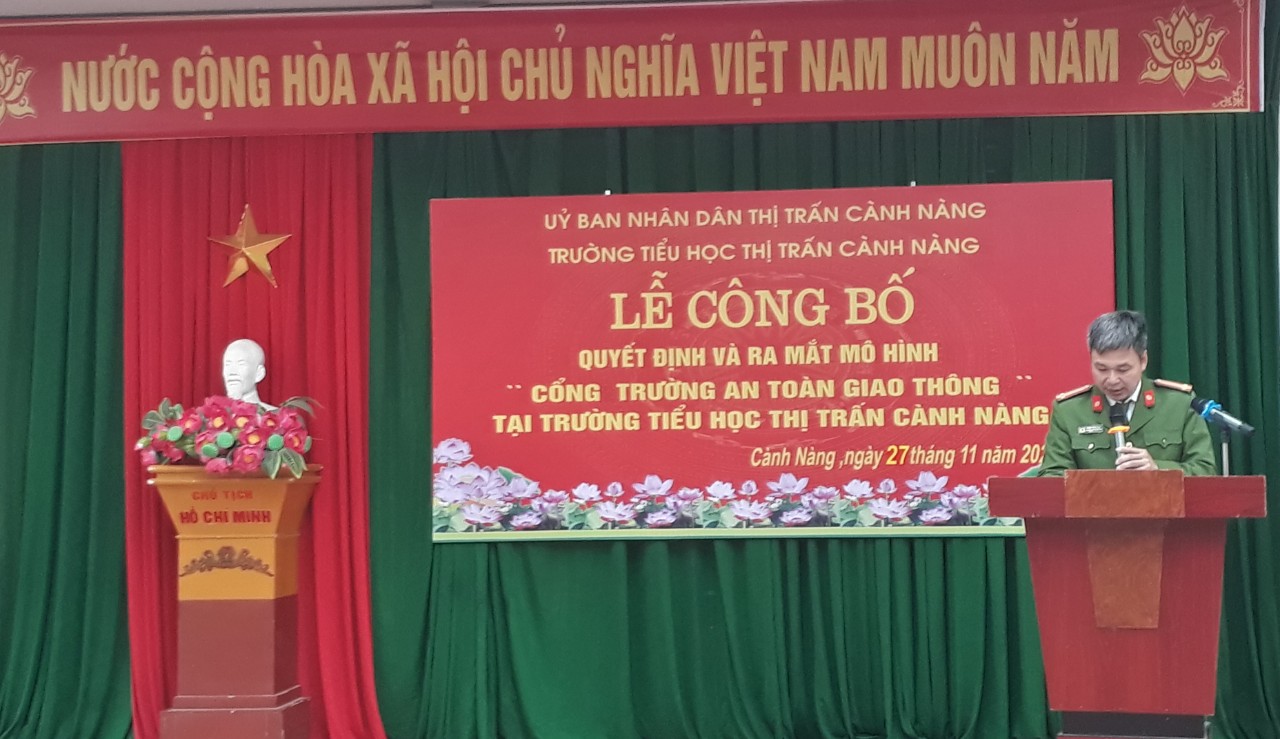 NƯỚC CỘNG HÒA XÃ HỘI CHỦ NGHĨA VIỆT NAM MUÔN NĂM
UỶ BAN NHÂN DÂN THỊ TRẤN CÀNH NÀNG
TRƯỜNG TIỂU HỌC THỊ TRẤN CÀNH NÀNG
LỄ CÔNG BỐ
QUYẾT ĐỊNH VÀ RA MẮT MÔ HÌNH
`` CỔNG TRƯỜNG AN TOÀN GIAO THÔNG ``
TẠI TRƯỜNG TIỂU HỌC THỊ TRẤN CÀNH NÀNG
Cành Nàng ,ngày 27 tháng 11 năm
CHỦ TỊCH
HỒ CHÍ MINH